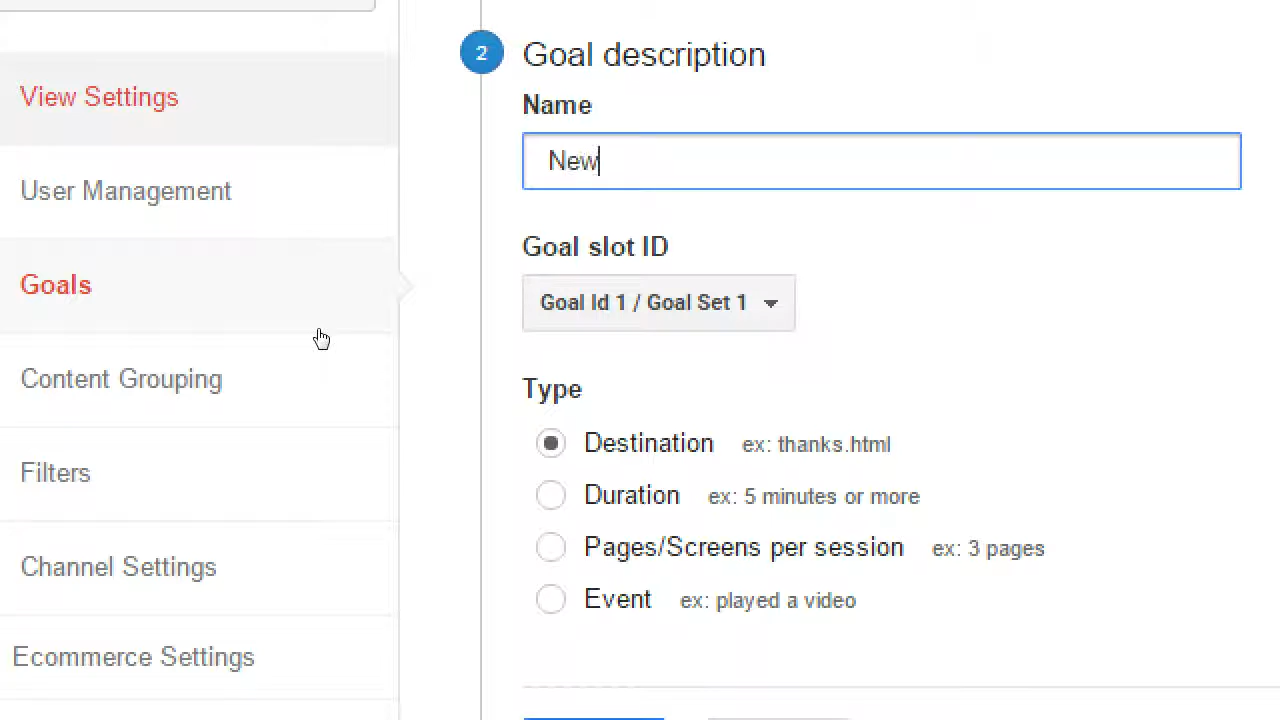 View Settings
User Management
Goals
Content Grouping
Filters
Channel Settings
Ecommerce Settings
2 Goal description
Name
New
Goal slot ID
Goal Id 1 / Goal Set 1
Type
Destination ex: thanks.html
Duration ex: 5 minutes or more
Pages/Screens per session ex: 3 pages
Event ex: played a video